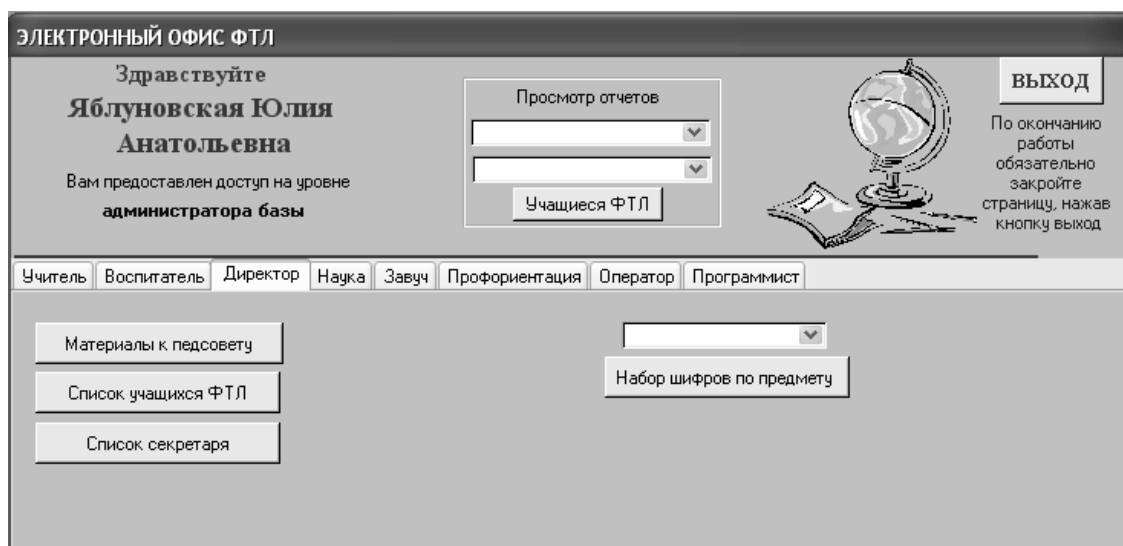 ЭЛЕКТРОННЫЙ ОФИС ФТЛ
Здравствуйте
Яблуновская Юлия
Анатольевна
Вам предоставлен доступ на уровне
администратора базы
Просмотр отчетов
Учащиеся ФТЛ
ВЫХОД
По окончанию
работы
обязательно
закройте
страницу, нажав
кнопку выход
Учитель Воспитатель Директор Наука Завуч Профориентация Оператор Программист
Материалы к педсовету
Список учащихся ФТЛ
Список секретаря
Набор шифров по предмету